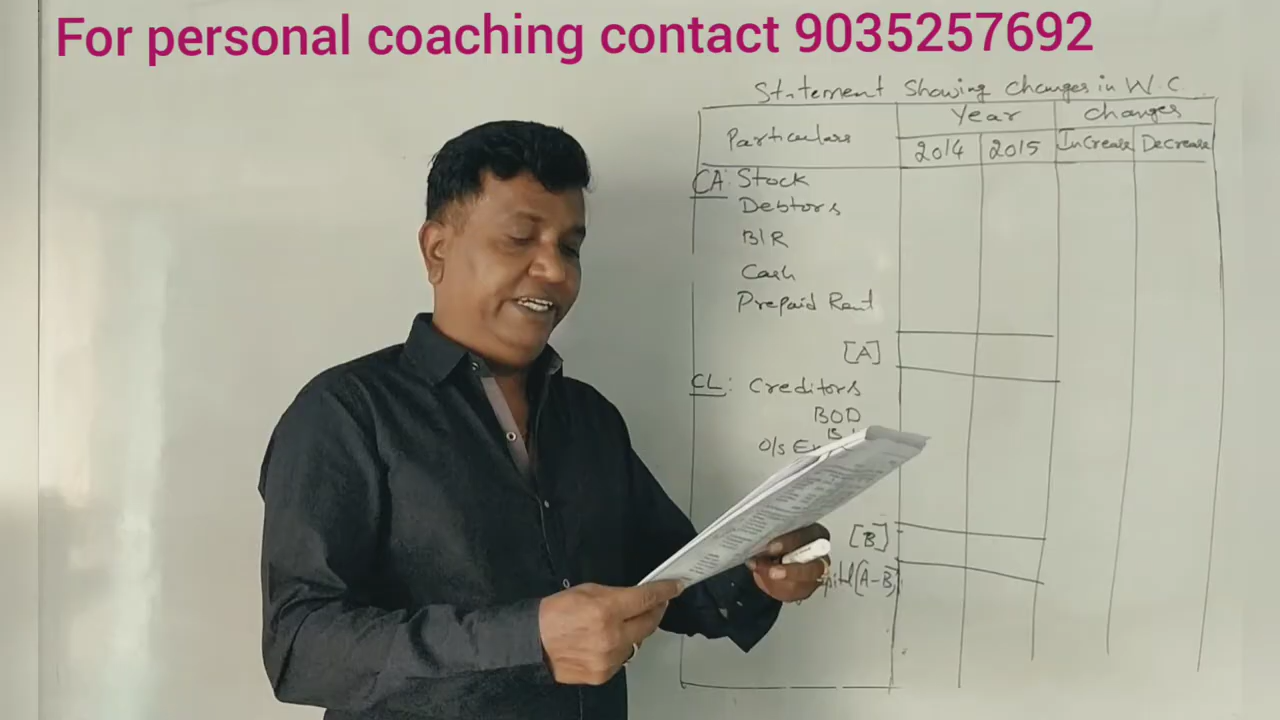 For personal coaching contact 9035257692
Statement Showing Changes in W.C
Particulars Year Changes
2014 2015 Increase Decrease
CA: Stock
Debtors
B/R
Cash
Prepaid Rent
[A]
CL: Creditors
BOD
O/s
[B]
(A-B)